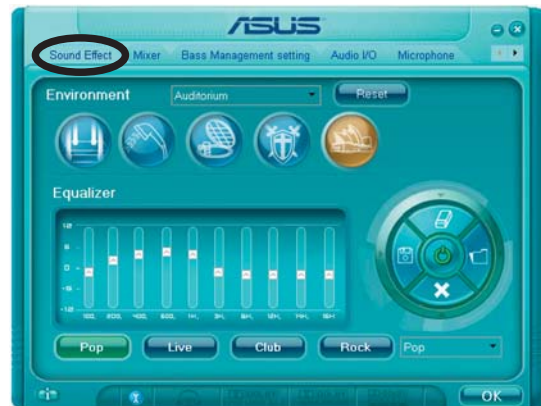 ASUS
Sound Effect Mixer Bass Management setting Audio I/O Microphone
Environment Auditorium Reset
Equalizer
Pop Live Club Rock Pop
OK